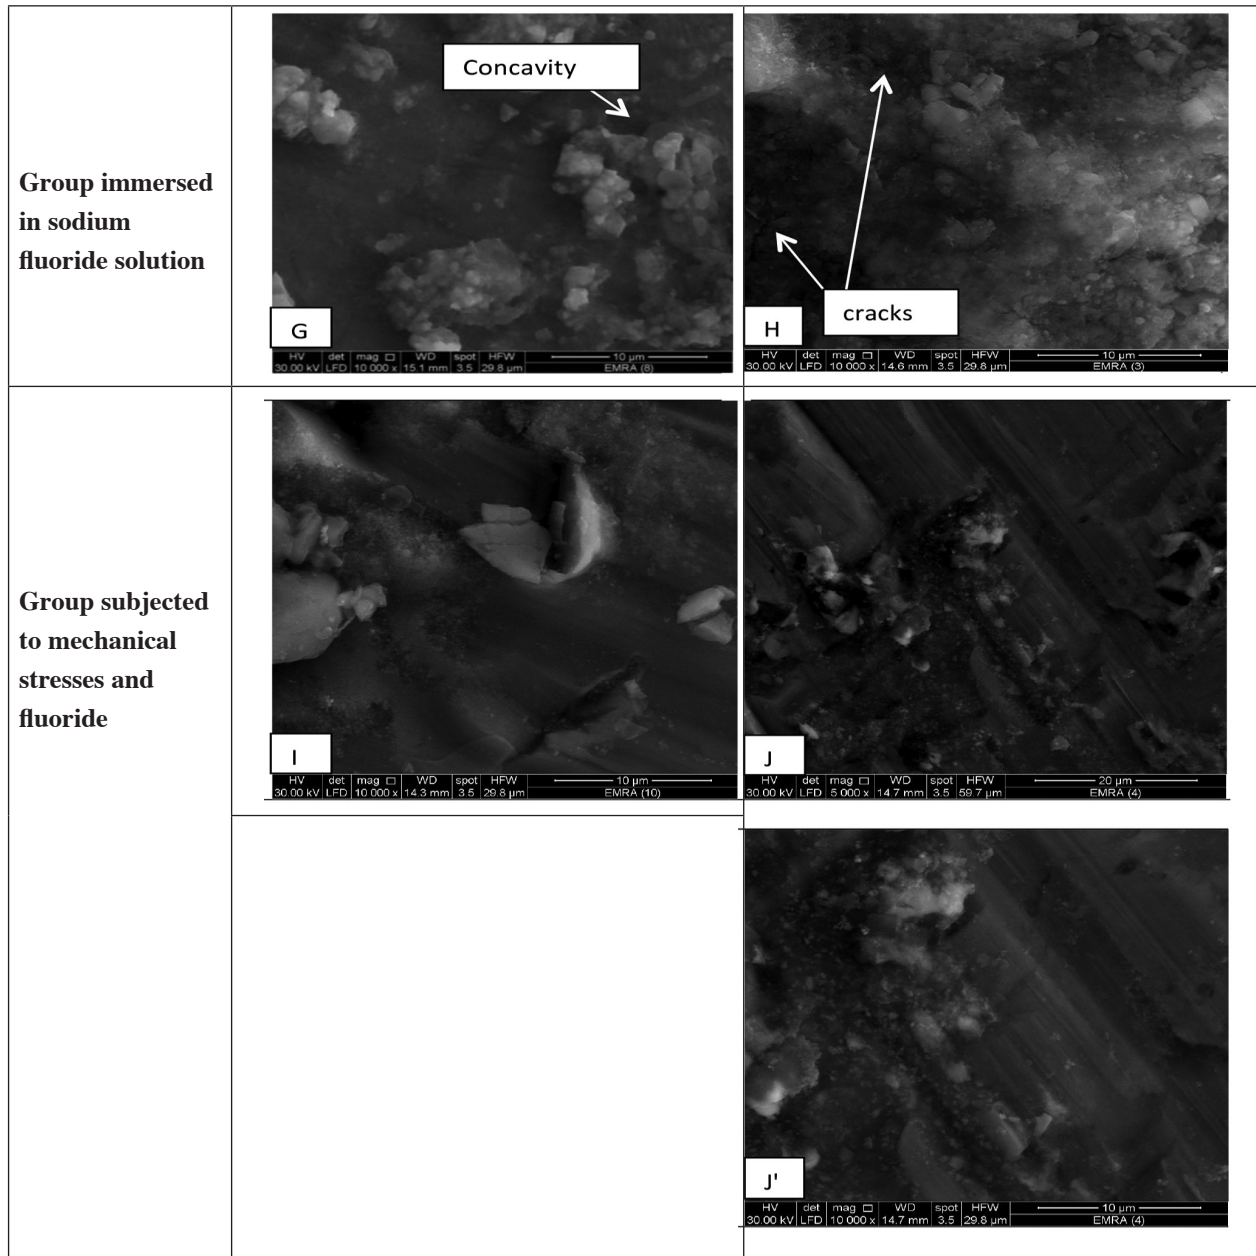 Group immersed
in sodium
fluoride solution
Concavity
G
HV det mag WD spot HFW 10 µm
30.00 kV LFD 10 000 x 15.1 mm 3.5 29.8 µm EMRA (8)
cracks
H
HV det mag WD spot HFW 10 µm
30.00 kV LFD 10 000 x 14.6 mm 3.5 29.8 µm EMRA (3)
Group subjected
to mechanical
stresses and
fluoride
I
HV det mag WD spot HFW 10 µm
30.00 kV LFD 10 000 x 14.3 mm 3.5 29.8 µm EMRA (10)
J
HV det mag WD spot HFW 20 µm
30.00 kV LFD 5 000 x 14.7 mm 3.5 59.7 µm EMRA (4)
J'
HV det mag WD spot HFW 10 µm
30.00 kV LFD 10 000 x 14.7 mm 3.5 29.8 µm EMRA (4)